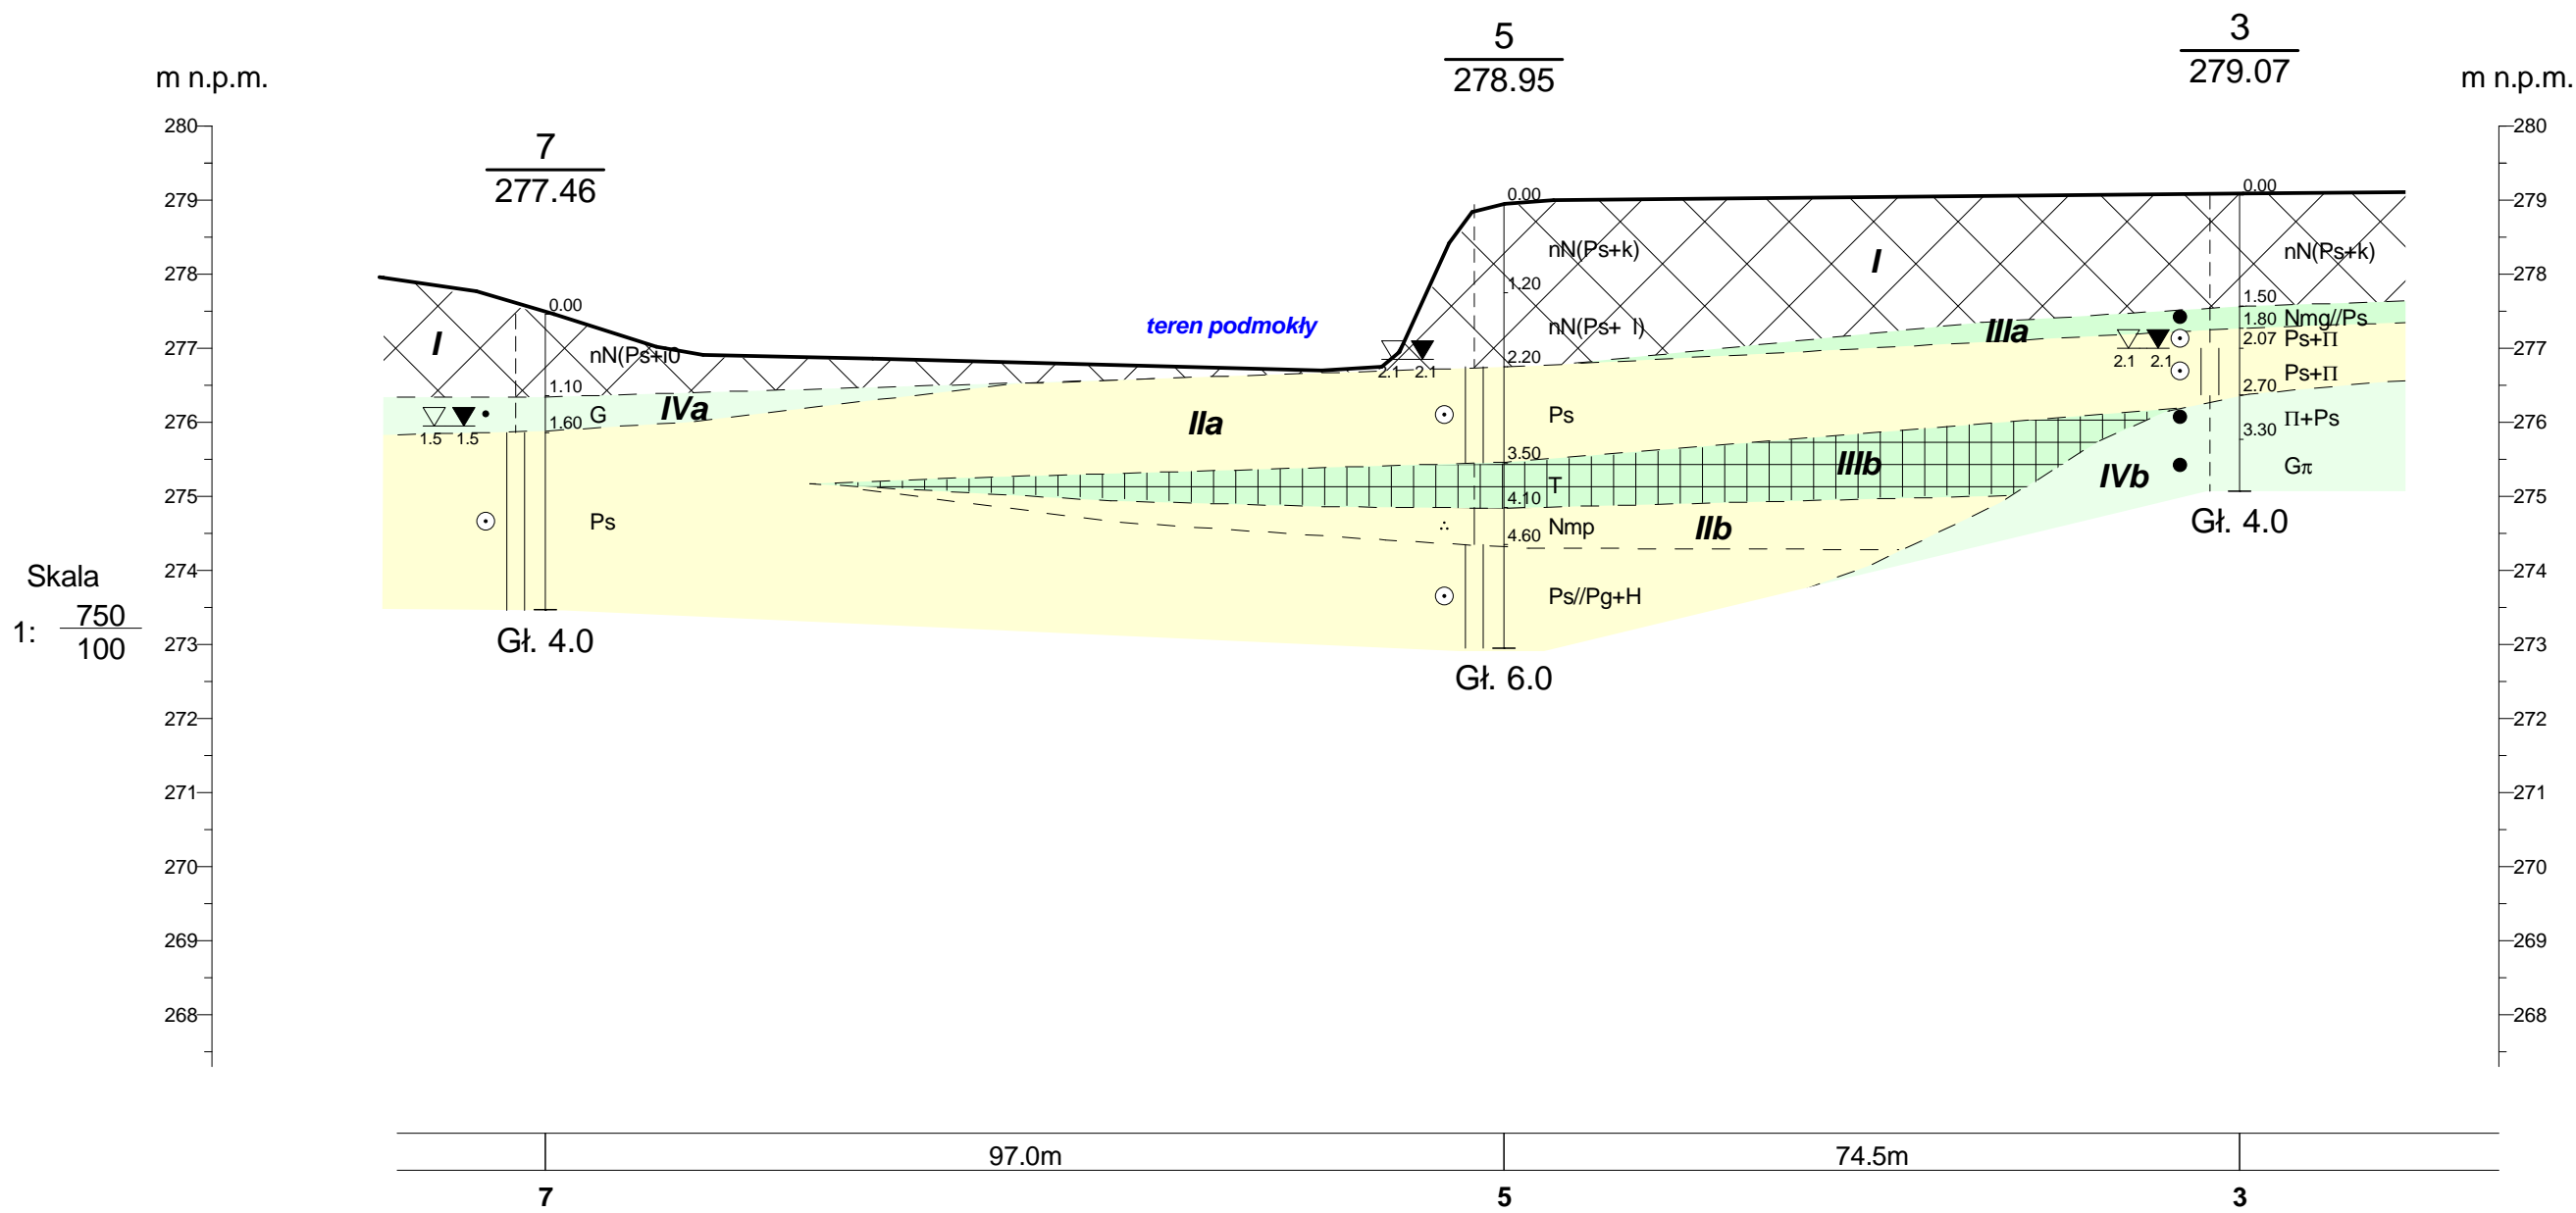 5
278.95
3
279.07
m n.p.m.
m n.p.m.
7
277.46
280
279
278
277
276
275
274
273
272
271
270
269
268
280
279
278
277
276
275
274
273
272
271
270
269
268
Skala
1: 750
100
0.00
nN(Ps+i0
I
1.10
IVa
G
1.60
1.5 1.5
Ps
Gł. 4.0
teren podmokły
IIa
0.00
nN(Ps+k)
1.20
nN(Ps+ I)
2.20
2.1 2.1
Ps
3.50
T
4.10
Nmp
4.60
Ps//Pg+H
Gł. 6.0
I
IIIa
IIIb
IIb
IVb
0.00
nN(Ps+k)
1.50
1.80 Nmg//Ps
2.07 Ps+Π
2.1 2.1
Ps+Π
2.70
Π+Ps
3.30
Gπ
Gł. 4.0
97.0m
74.5m
7
5
3